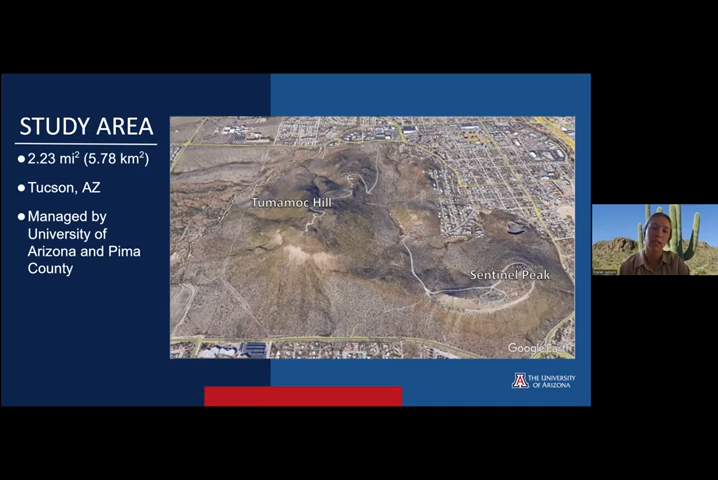 STUDY AREA
● 2.23 mi² (5.78 km²)
● Tucson, AZ
● Managed by
University of
Arizona and Pima
County
Tumamoc Hill
Sentinel Peak
Google Earth
A
THE UNIVERSITY
OF ARIZONA